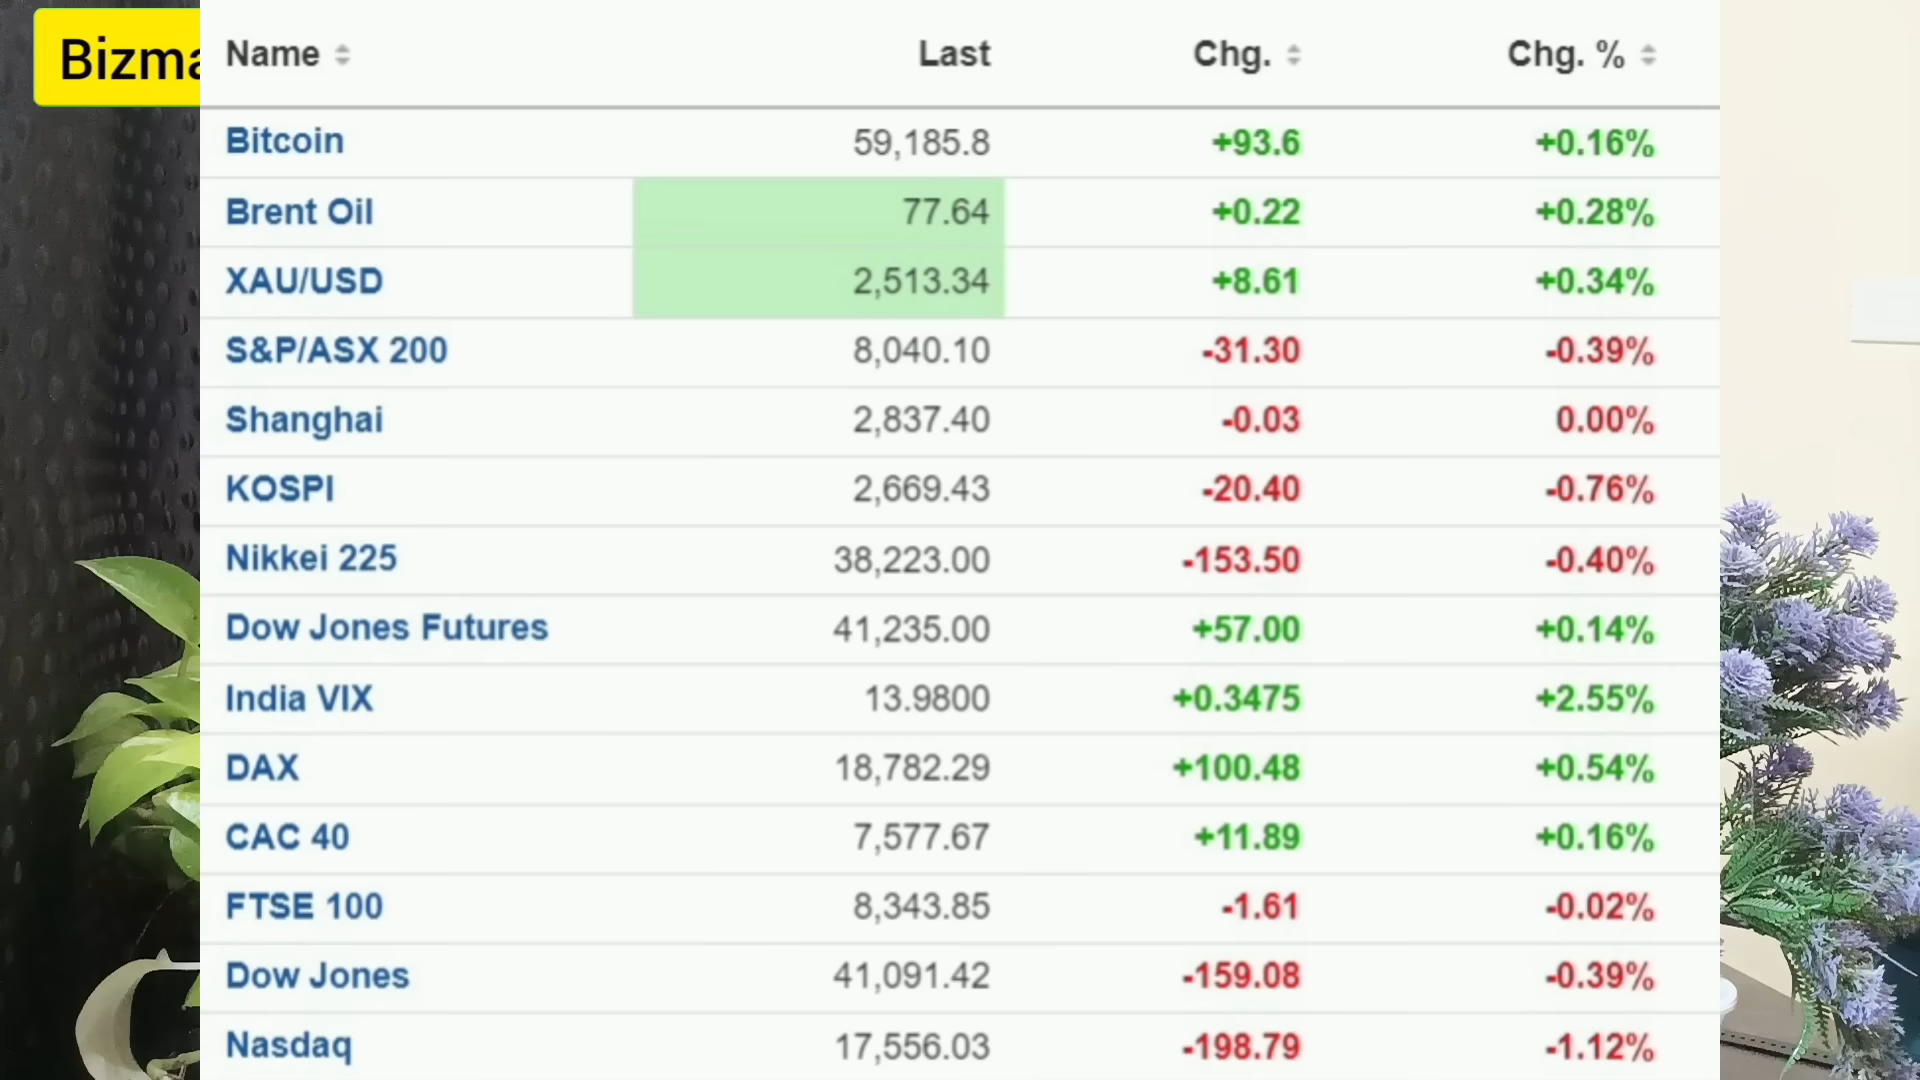 Bizma
Name Last Chg. Chg. %
Bitcoin 59,185.8 +93.6 +0.16%
Brent Oil 77.64 +0.22 +0.28%
XAU/USD 2,513.34 +8.61 +0.34%
S&P/ASX 200 8,040.10 -31.30 -0.39%
Shanghai 2,837.40 -0.03 0.00%
KOSPI 2,669.43 -20.40 -0.76%
Nikkei 225 38,223.00 -153.50 -0.40%
Dow Jones Futures 41,235.00 +57.00 +0.14%
India VIX 13.9800 +0.3475 +2.55%
DAX 18,782.29 +100.48 +0.54%
CAC 40 7,577.67 +11.89 +0.16%
FTSE 100 8,343.85 -1.61 -0.02%
Dow Jones 41,091.42 -159.08 -0.39%
Nasdaq 17,556.03 -198.79 -1.12%